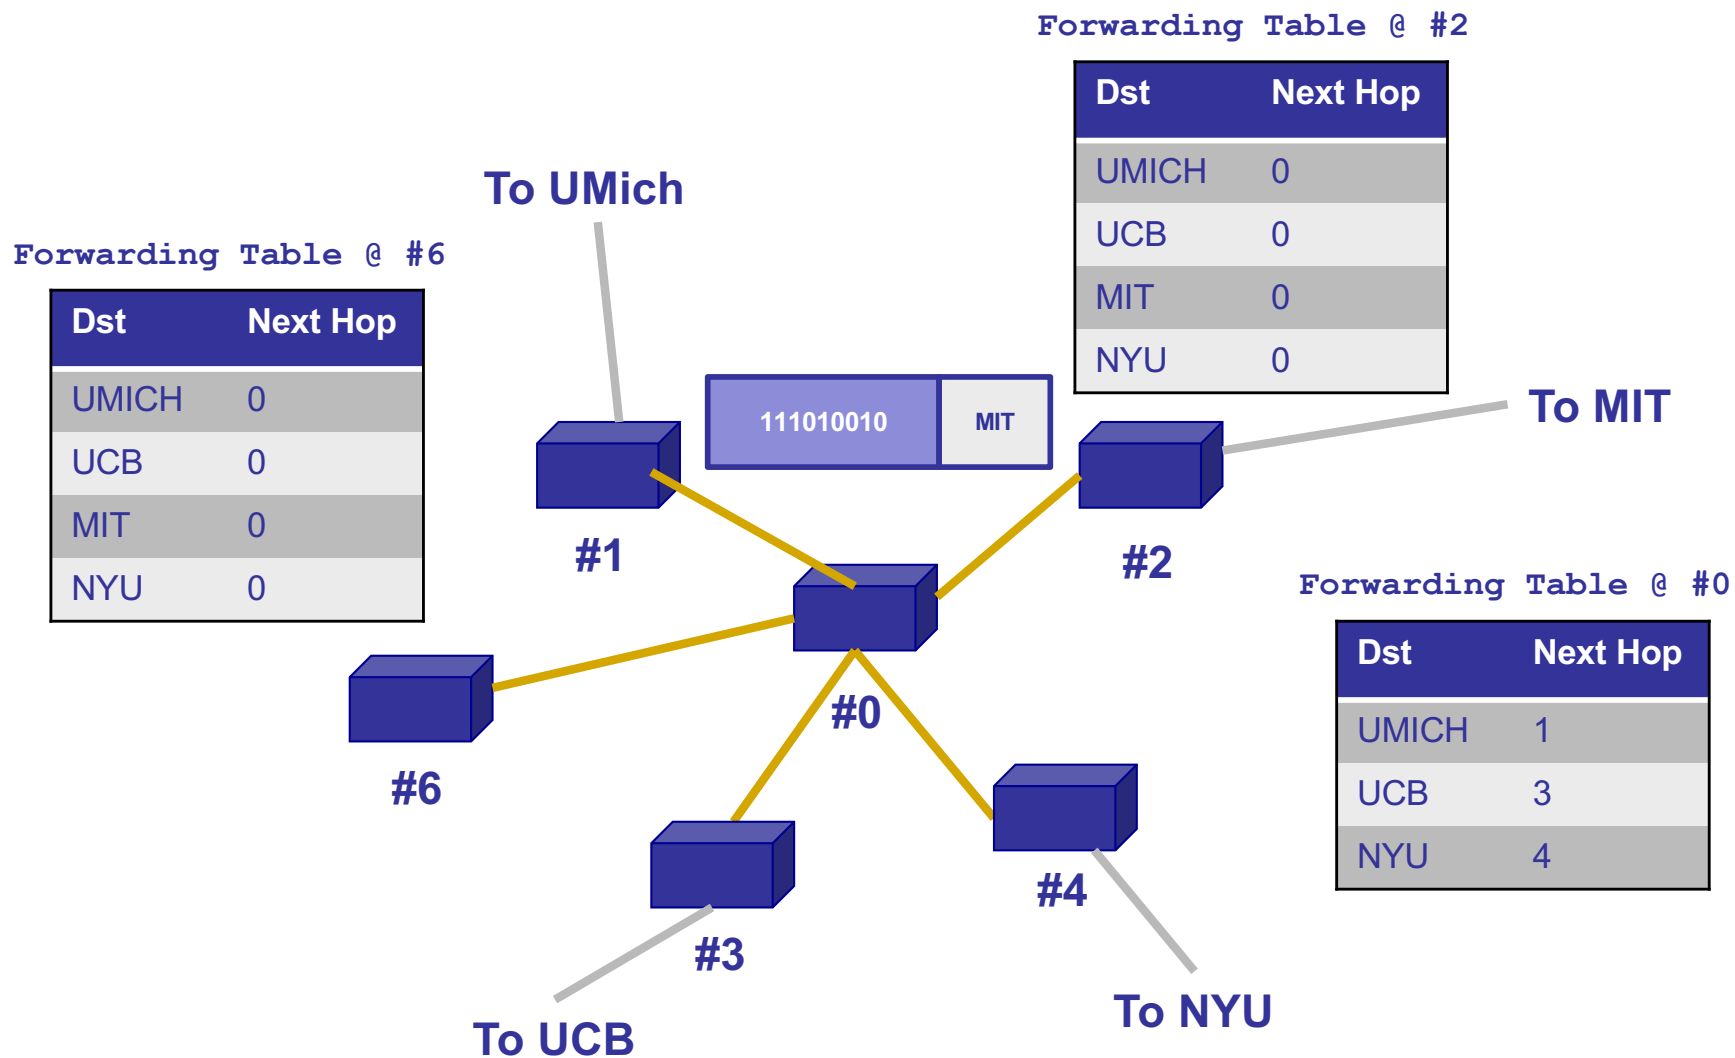 Forwarding Table @ #2
Dst Next Hop
UMICH 0
UCB 0
MIT 0
NYU 0
To UMich
Forwarding Table @ #6
Dst Next Hop
UMICH 0
UCB 0
MIT 0
NYU 0
111010010 MIT
To MIT
#1
#2
Forwarding Table @ #0
Dst Next Hop
UMICH 1
UCB 3
NYU 4
#0
#6
#4
#3
To NYU
To UCB